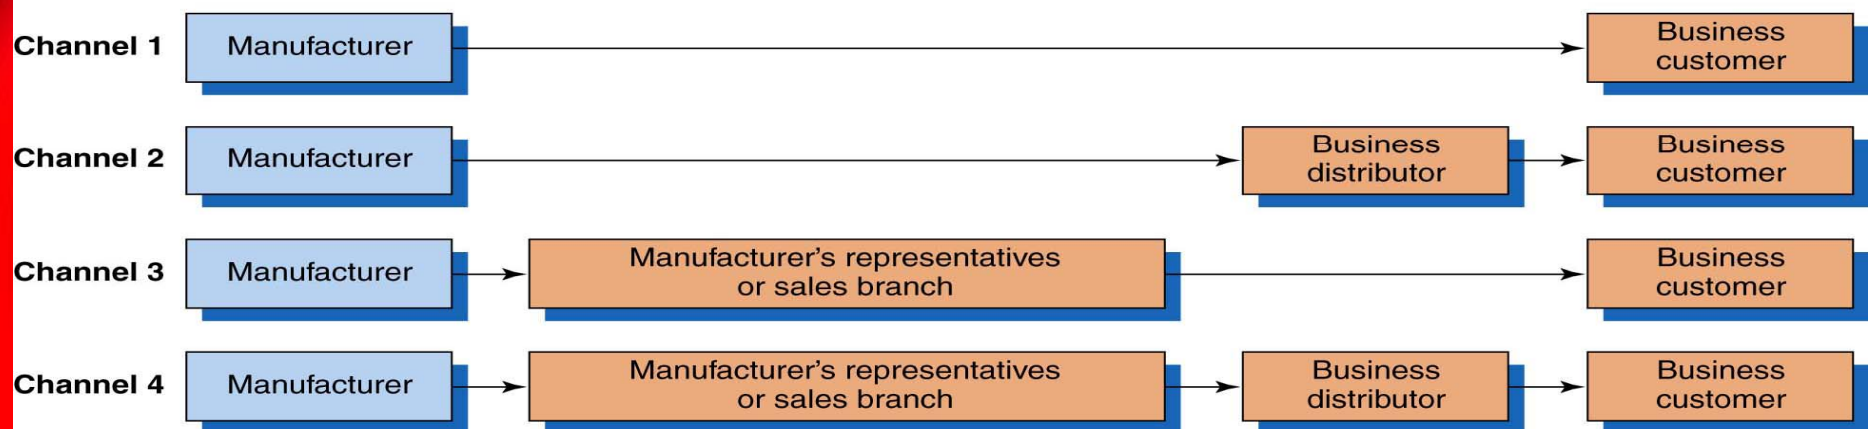 Channel 1
Manufacturer
Business
customer
Channel 2
Manufacturer
Business
distributor
Business
customer
Channel 3
Manufacturer
Manufacturer’s representatives
or sales branch
Business
customer
Channel 4
Manufacturer
Manufacturer’s representatives
or sales branch
Business
distributor
Business
customer